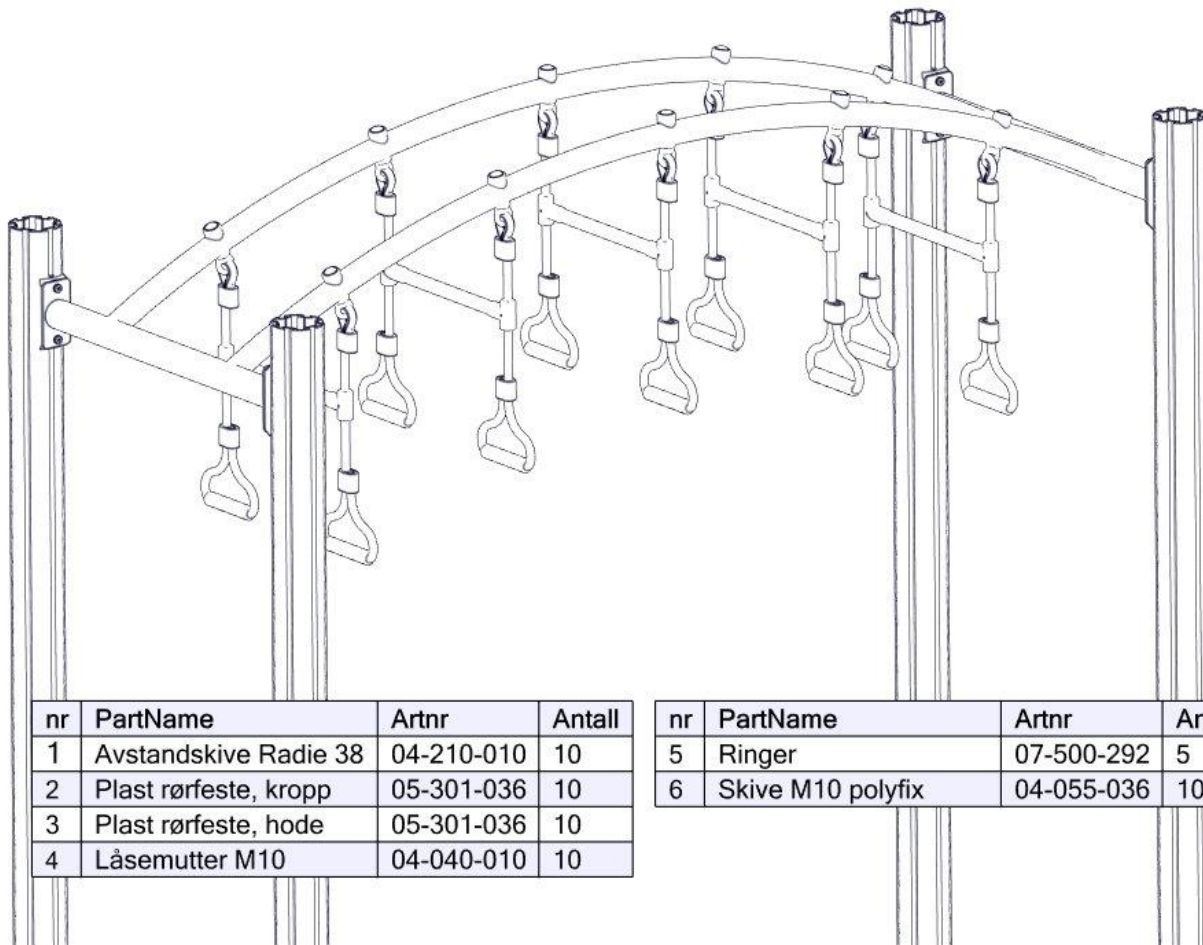 nr PartName Artnr Antall
1 Avstandskive Radie 38 04-210-010 10
2 Plast rørfeste, kropp 05-301-036 10
3 Plast rørfeste, hode 05-301-036 10
4 Låsemutter M10 04-040-010 10
nr PartName Artnr
5 Ringer 07-500-292 5
6 Skive M10 polyfix 04-055-036 10